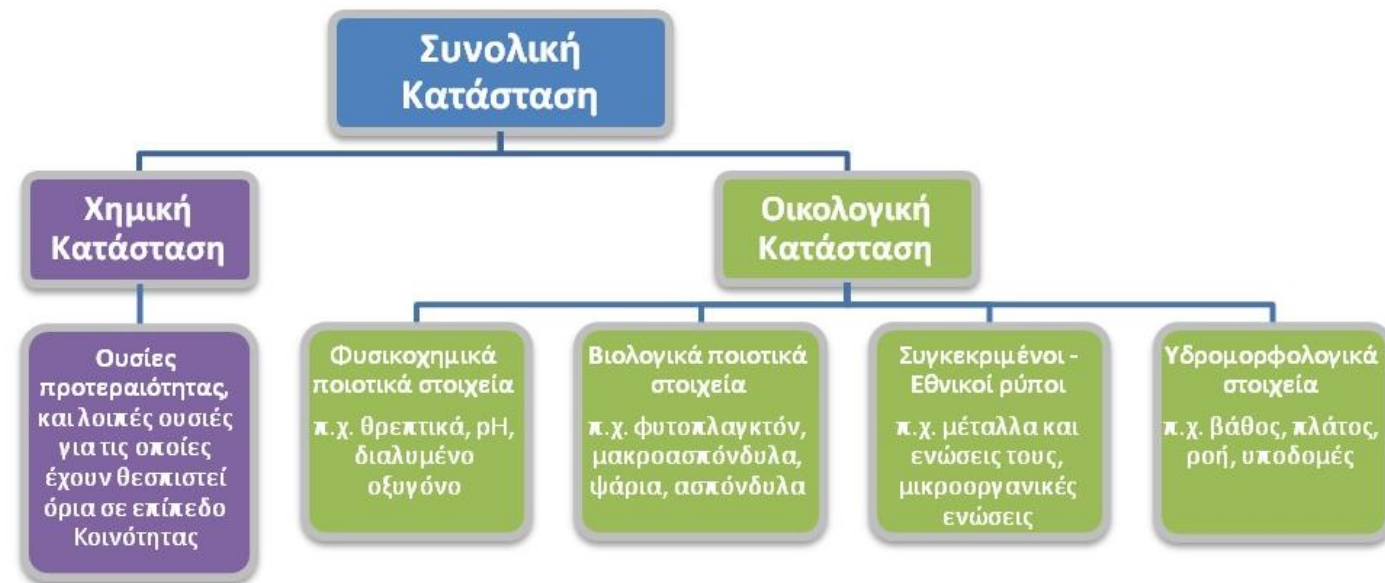 Συνολική
Κατάσταση
Χημική
Κατάσταση
Οικολογική
Κατάσταση
Ουσίες
προτεραιότητας,
και λοιπές ουσιές
για τις οποίες
έχουν θεσπιστεί
όρια σε επίπεδο
Κοινότητας
Φυσικοχημικά
ποιοτικά στοιχεία
π.χ. θρεπτικά, pH,
διαλυμένο
οξυγόνο
Βιολογικά ποιοτικά
στοιχεία
π.χ. φυτοπλαγκτόν,
μακροασπόνδυλα,
ψάρια, ασπόνδυλα
Συγκεκριμένοι -
Εθνικοί ρύποι
π.χ. μέταλλα και
ενώσεις τους,
μικροοργανικές
ενώσεις
Υδρομορφολογικά
στοιχεία
π.χ. βάθος, πλάτος,
ροή, υποδομές